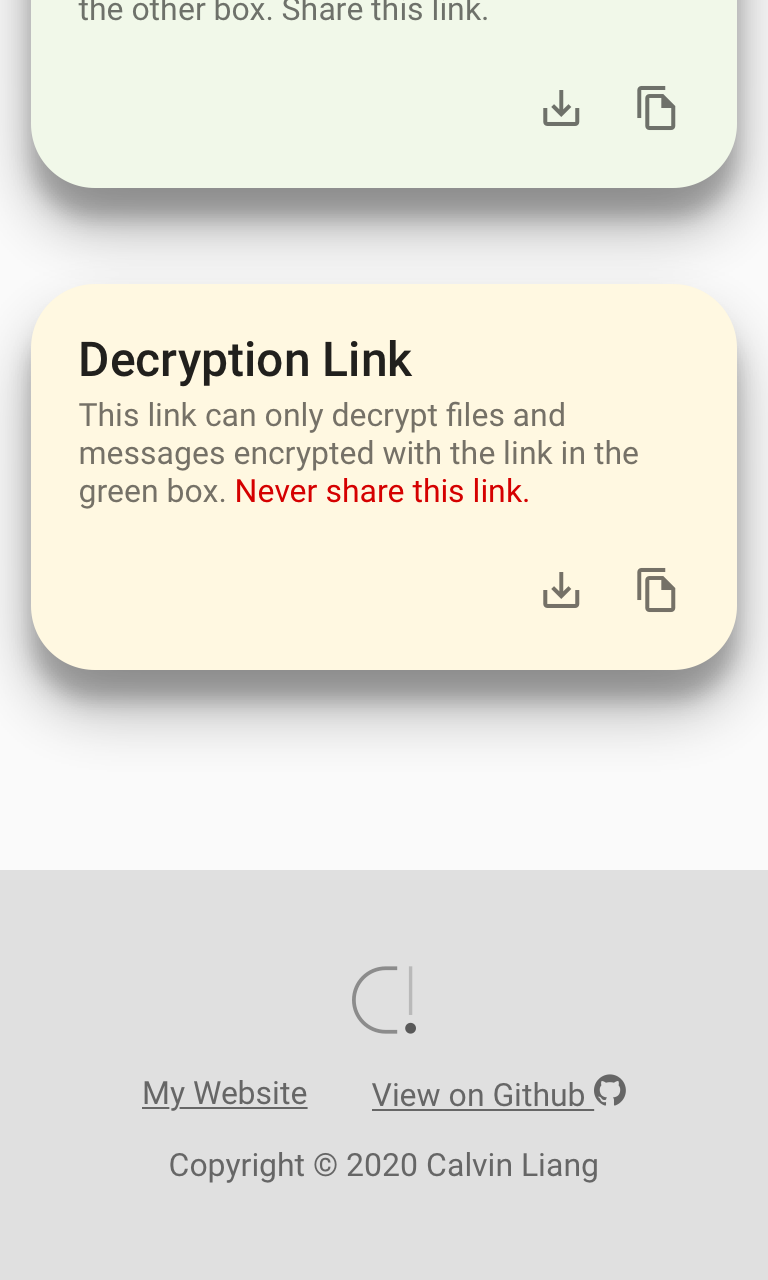 the other box. Share this link.
Decryption Link
This link can only decrypt files and
messages encrypted with the link in the
green box. Never share this link.
C!
My Website View on Github
Copyright © 2020 Calvin Liang